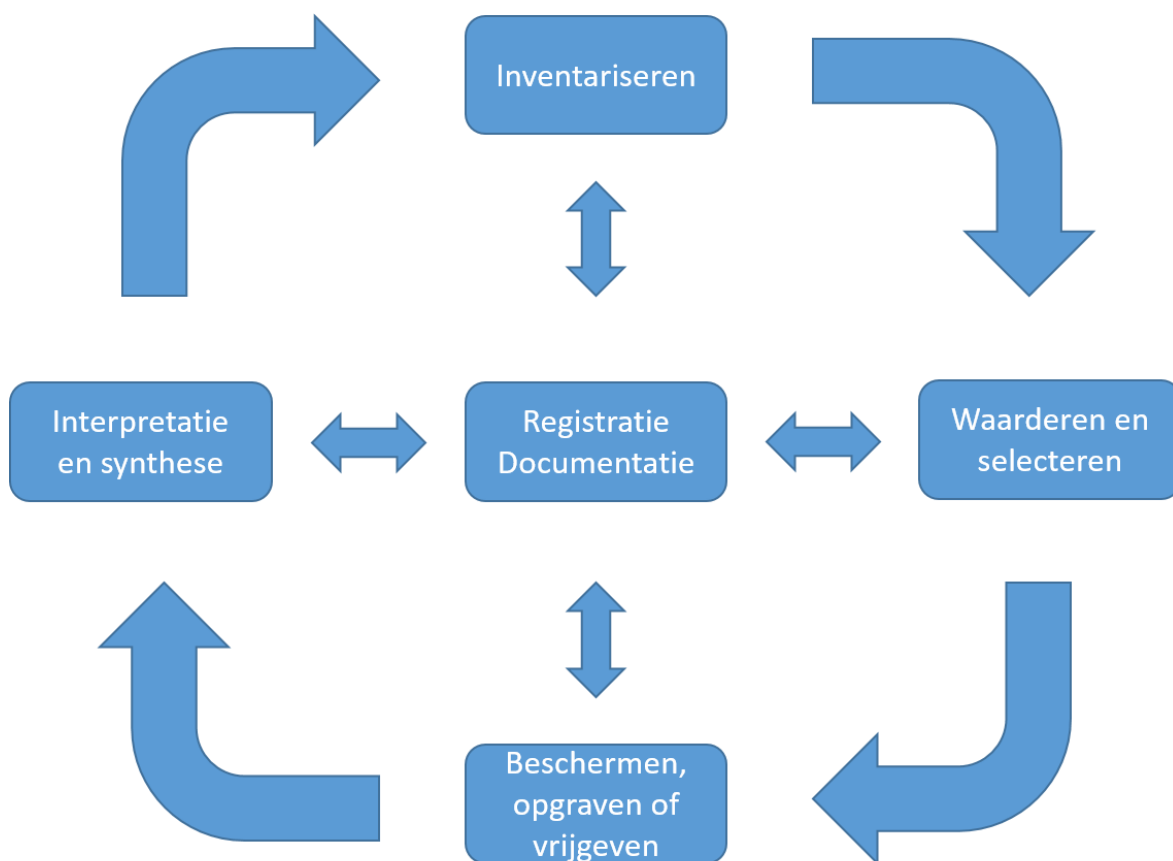 Inventariseren
Interpretatie
en synthese
Registratie
Documentatie
Waarderen en
selecteren
Beschermen,
opgraven of
vrijgeven